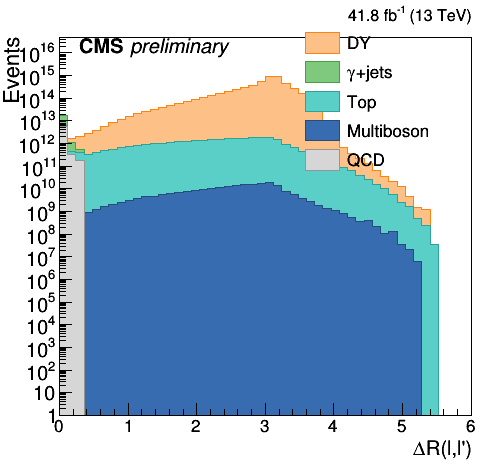 41.8 fb⁻¹ (13 TeV)
CMS preliminary
Events
DY
γ+jets
Top
Multiboson
QCD
10¹⁶
10¹⁵
10¹⁴
10¹³
10¹²
10¹¹
10¹⁰
10⁹
10⁸
10⁷
10⁶
10⁵
10⁴
10³
10²
10
1
0 1 2 3 4 5 6
ΔR(l,l')